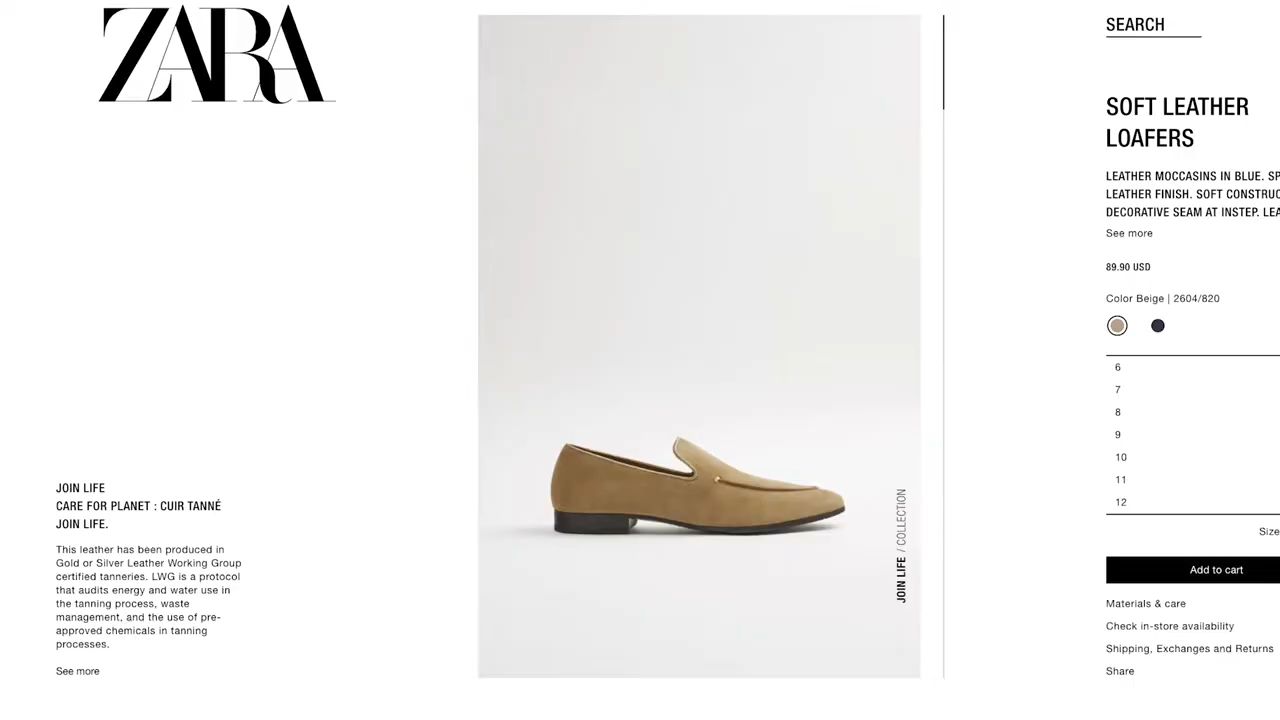 ZARA
JOIN LIFE
CARE FOR PLANET : CUIR TANNÉ
JOIN LIFE.
This leather has been produced in
Gold or Silver Leather Working Group
certified tanneries. LWG is a protocol
that audits energy and water use in
the tanning process, waste
management, and the use of pre-
approved chemicals in tanning
processes.
See more
JOIN LIFE / COLLECTION
SEARCH
SOFT LEATHER
LOAFERS
LEATHER MOCCASINS IN BLUE. SP
LEATHER FINISH. SOFT CONSTRUC
DECORATIVE SEAM AT INSTEP. LEA
See more
89.90 USD
Color Beige | 2604/820
6
7
8
9
10
11
12
Size
Add to cart
Materials & care
Check in-store availability
Shipping, Exchanges and Returns
Share